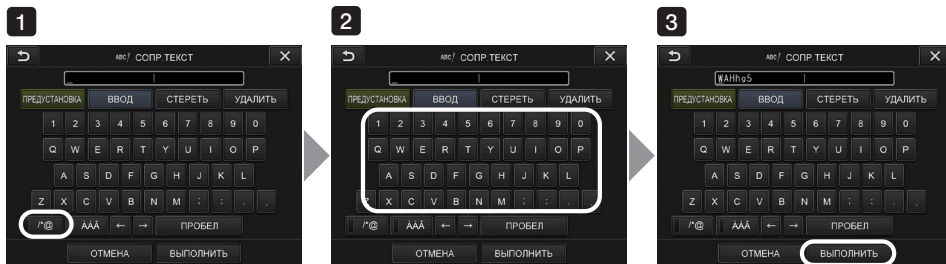 1
2
3
ABC/ СОПР.ТЕКСТ
_
ПРЕДУСТАНОВКА ВВОД СТЕРЕТЬ УДАЛИТЬ
1 2 3 4 5 6 7 8 9 0
Q W E R T Y U I O P
A S D F G H J K L
Z X C V B N M ; : . ,
/*@ ÀÁÂ ← → ПРОБЕЛ
ОТМЕНА ВЫПОЛНИТЬ
ABC/ СОПР.ТЕКСТ
_
ПРЕДУСТАНОВКА ВВОД СТЕРЕТЬ УДАЛИТЬ
1 2 3 4 5 6 7 8 9 0
Q W E R T Y U I O P
A S D F G H J K L
Z X C V B N M ; : . ,
/*@ ÀÁÂ ← → ПРОБЕЛ
ОТМЕНА ВЫПОЛНИТЬ
ABC/ СОПР.ТЕКСТ
WAHhg5
ПРЕДУСТАНОВКА ВВОД СТЕРЕТЬ УДАЛИТЬ
1 2 3 4 5 6 7 8 9 0
Q W E R T Y U I O P
A S D F G H J K L
Z X C V B N M ; : . ,
/*@ ÀÁÂ ← → ПРОБЕЛ
ОТМЕНА ВЫПОЛНИТЬ